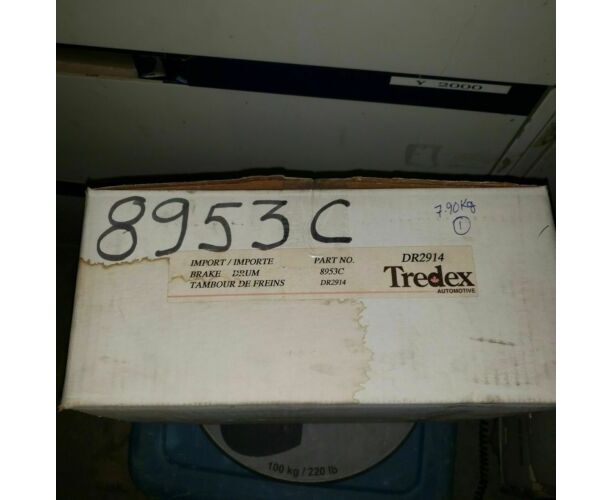 Y 2000
8953C
7.90Kg
1
IMPORT / IMPORTE PART NO. DR2914
BRAKE DRUM 8953C Tredex
TAMBOUR DE FREINS DR2914 AUTOMOTIVE
100 kg / 220 lb